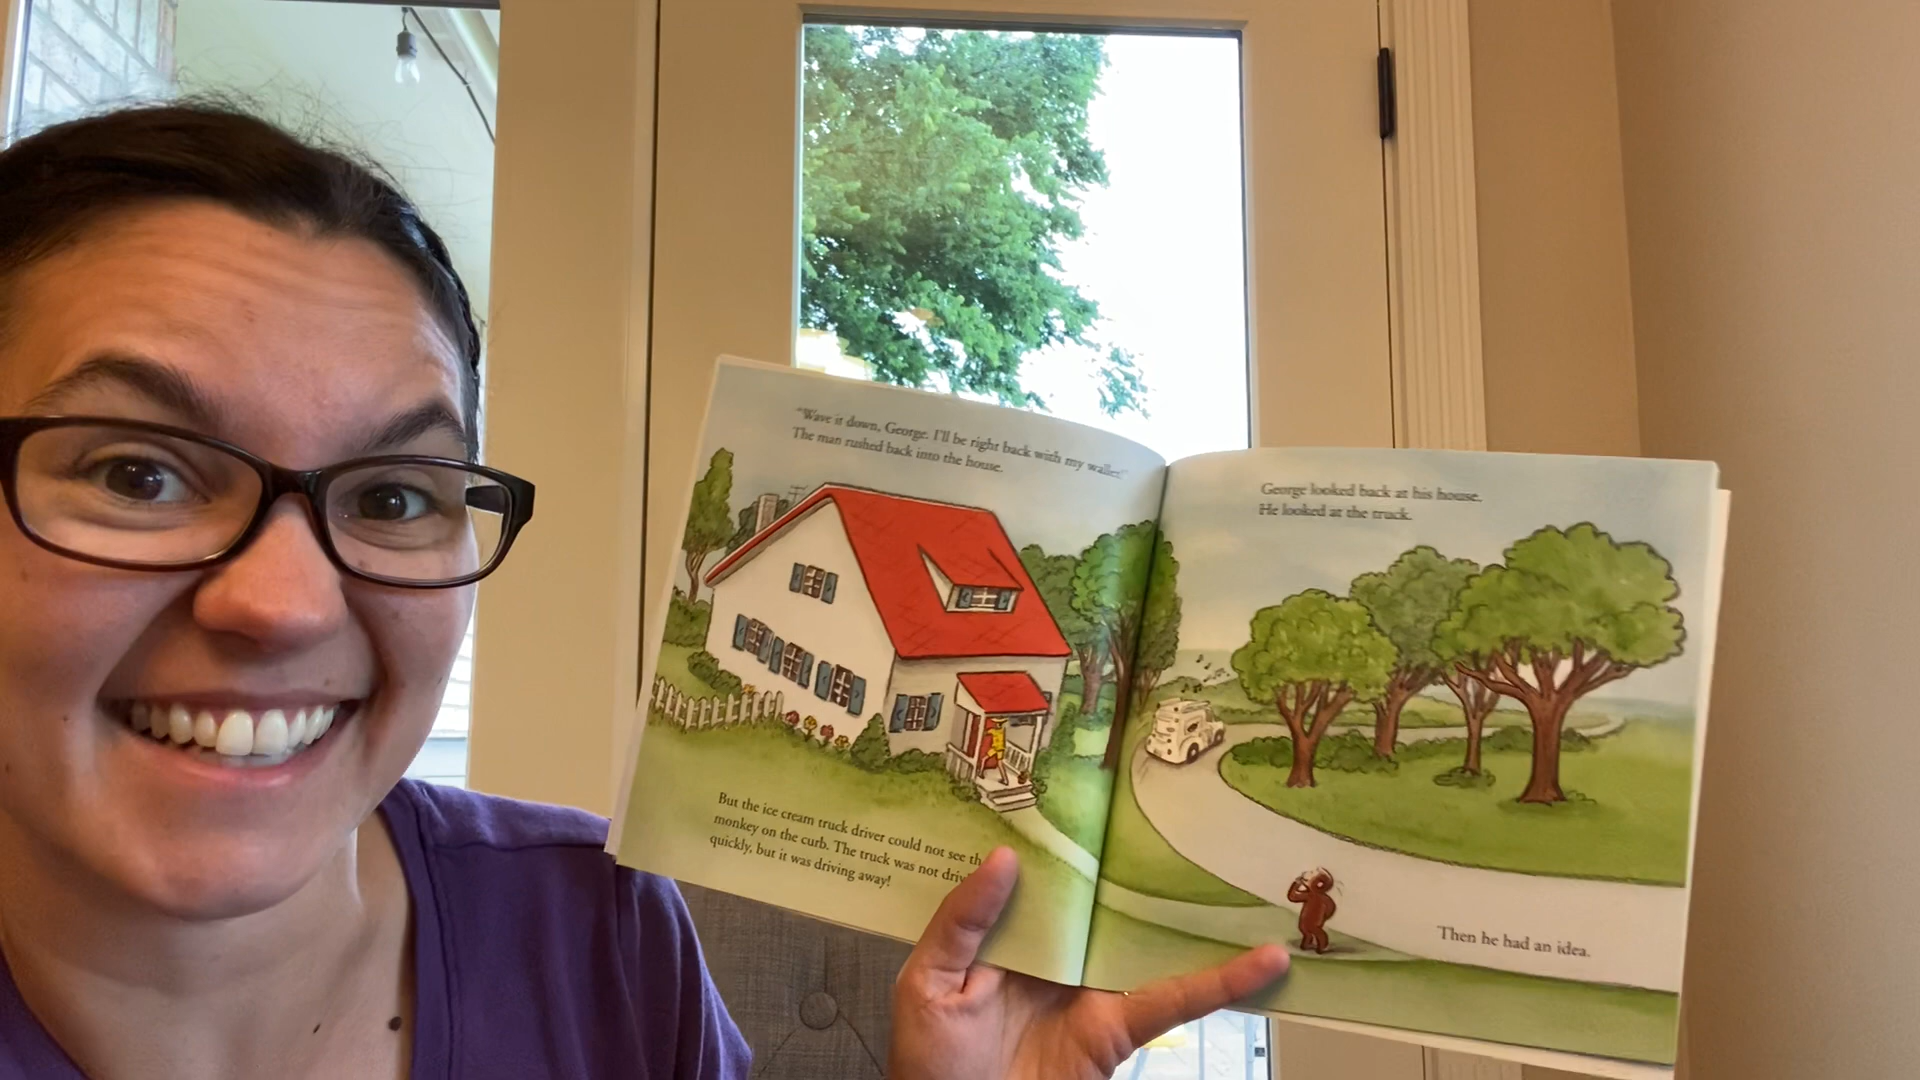 "Wave it down, George. I'll be right back with my wallet!"
The man rushed back into the house.
But the ice cream truck driver could not see th
monkey on the curb. The truck was not driv
quickly, but it was driving away!
George looked back at his house.
He looked at the truck.
Then he had an idea.